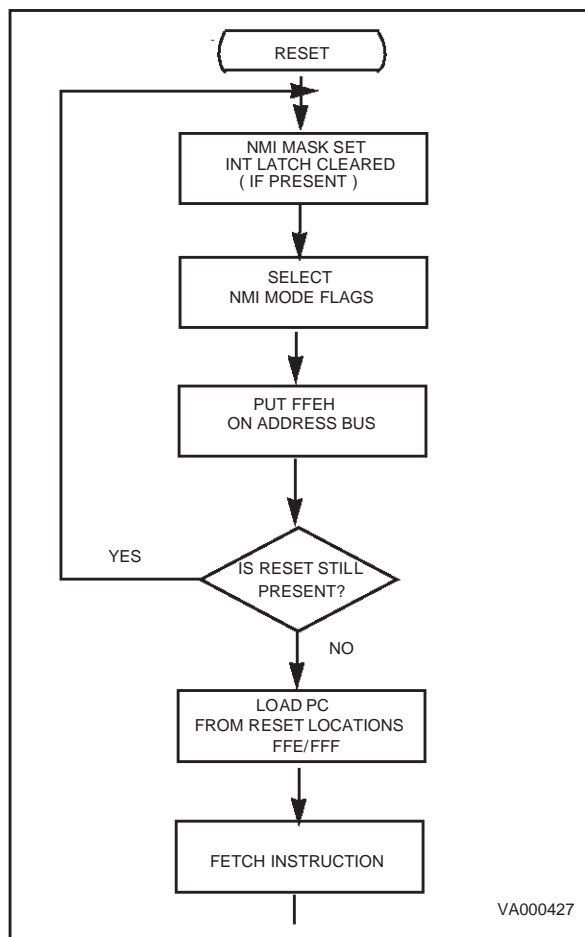 RESET
NMI MASK SET
INT LATCH CLEARED
( IF PRESENT )
SELECT
NMI MODE FLAGS
PUT FFEH
ON ADDRESS BUS
IS RESET STILL
PRESENT?
YES
NO
LOAD PC
FROM RESET LOCATIONS
FFE/FFF
FETCH INSTRUCTION
VA000427